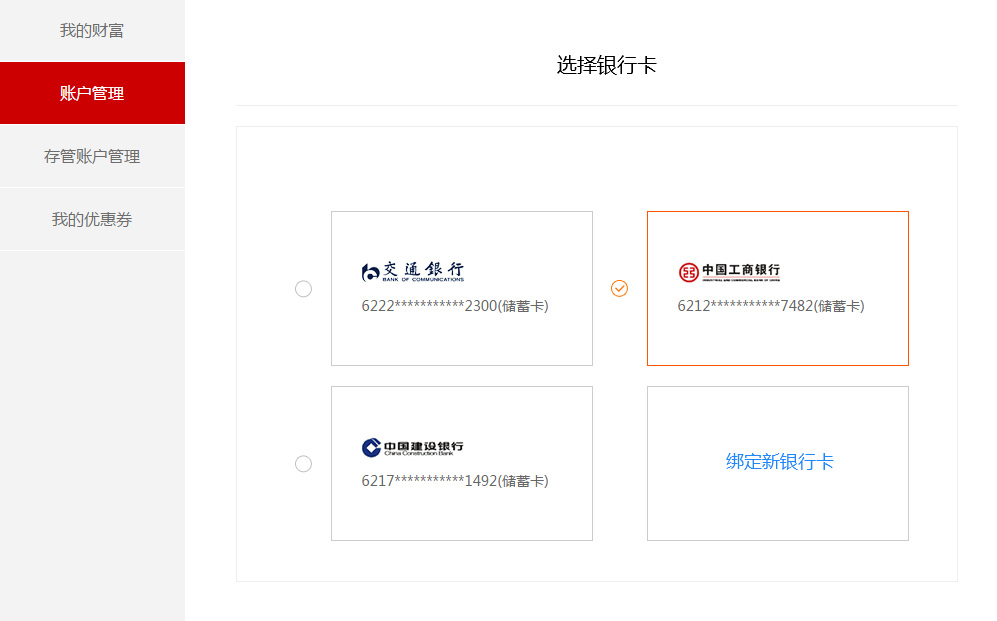 我的财富
账户管理
存管账户管理
我的优惠券
选择银行卡
交通銀行
BANK OF COMMUNICATIONS
6222***********2300(储蓄卡)
中国工商银行
INDUSTRIAL AND COMMERCIAL BANK OF CHINA
6212***********7482(储蓄卡)
中国建设银行
China Construction Bank
6217***********1492(储蓄卡)
绑定新银行卡